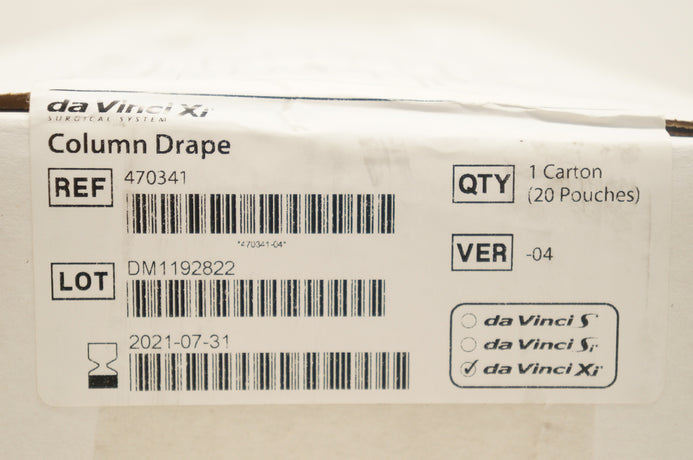 da Vinci Xi
SURGICAL SYSTEM
Column Drape
REF 470341
*470341-04*
LOT DM1192822
2021-07-31
QTY 1 Carton
(20 Pouches)
VER -04
da Vinci S
da Vinci Si
da Vinci Xi